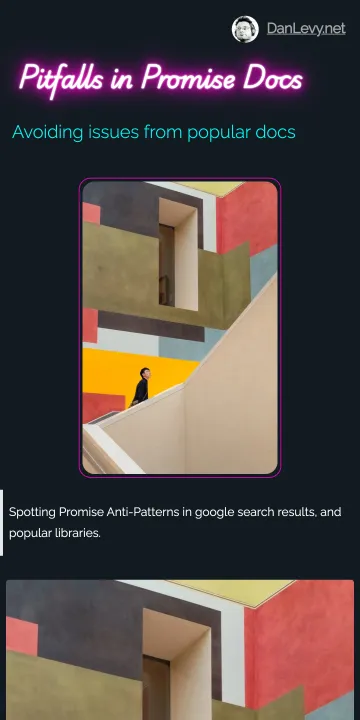 DanLevy.net
Pitfalls in Promise Docs
Avoiding issues from popular docs
Spotting Promise Anti-Patterns in google search results, and
popular libraries.